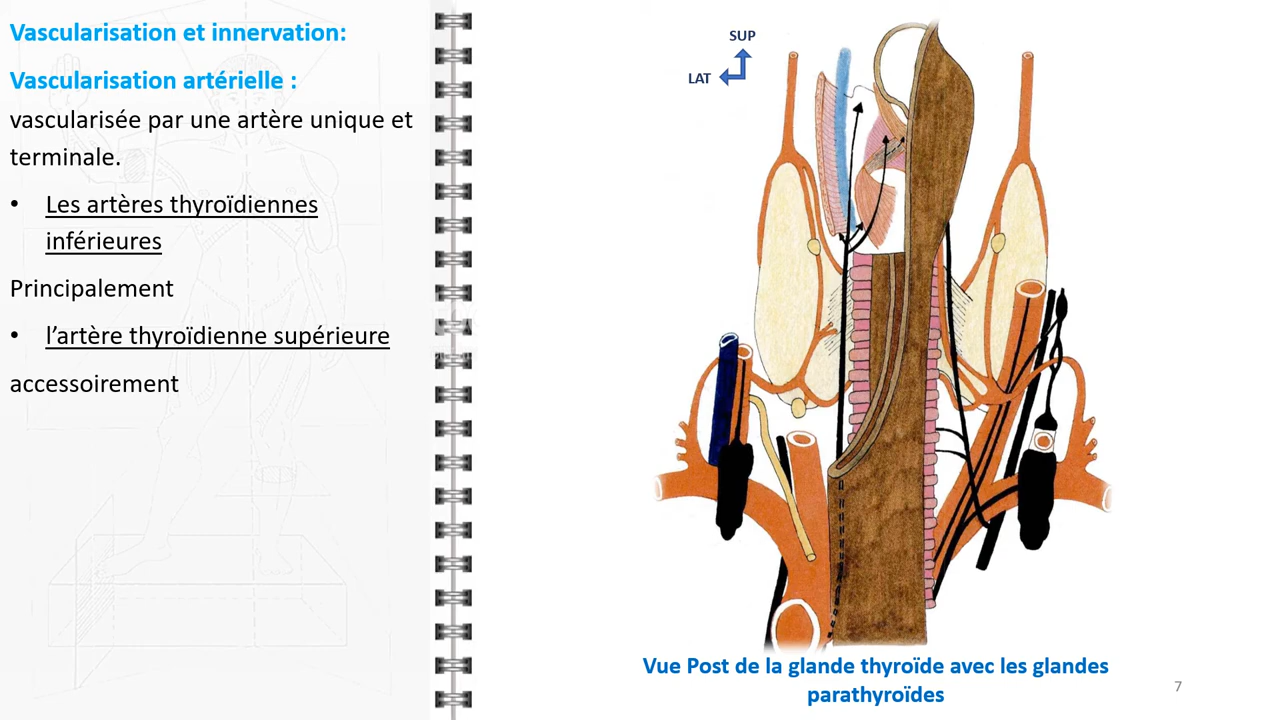 Vascularisation et innervation:
Vascularisation artérielle :
vascularisée par une artère unique et
terminale.
• Les artères thyroïdiennes
inférieures
Principalement
• l’artère thyroïdienne supérieure
accessoirement
SUP
LAT
Vue Post de la glande thyroïde avec les glandes
parathyroïdes
7